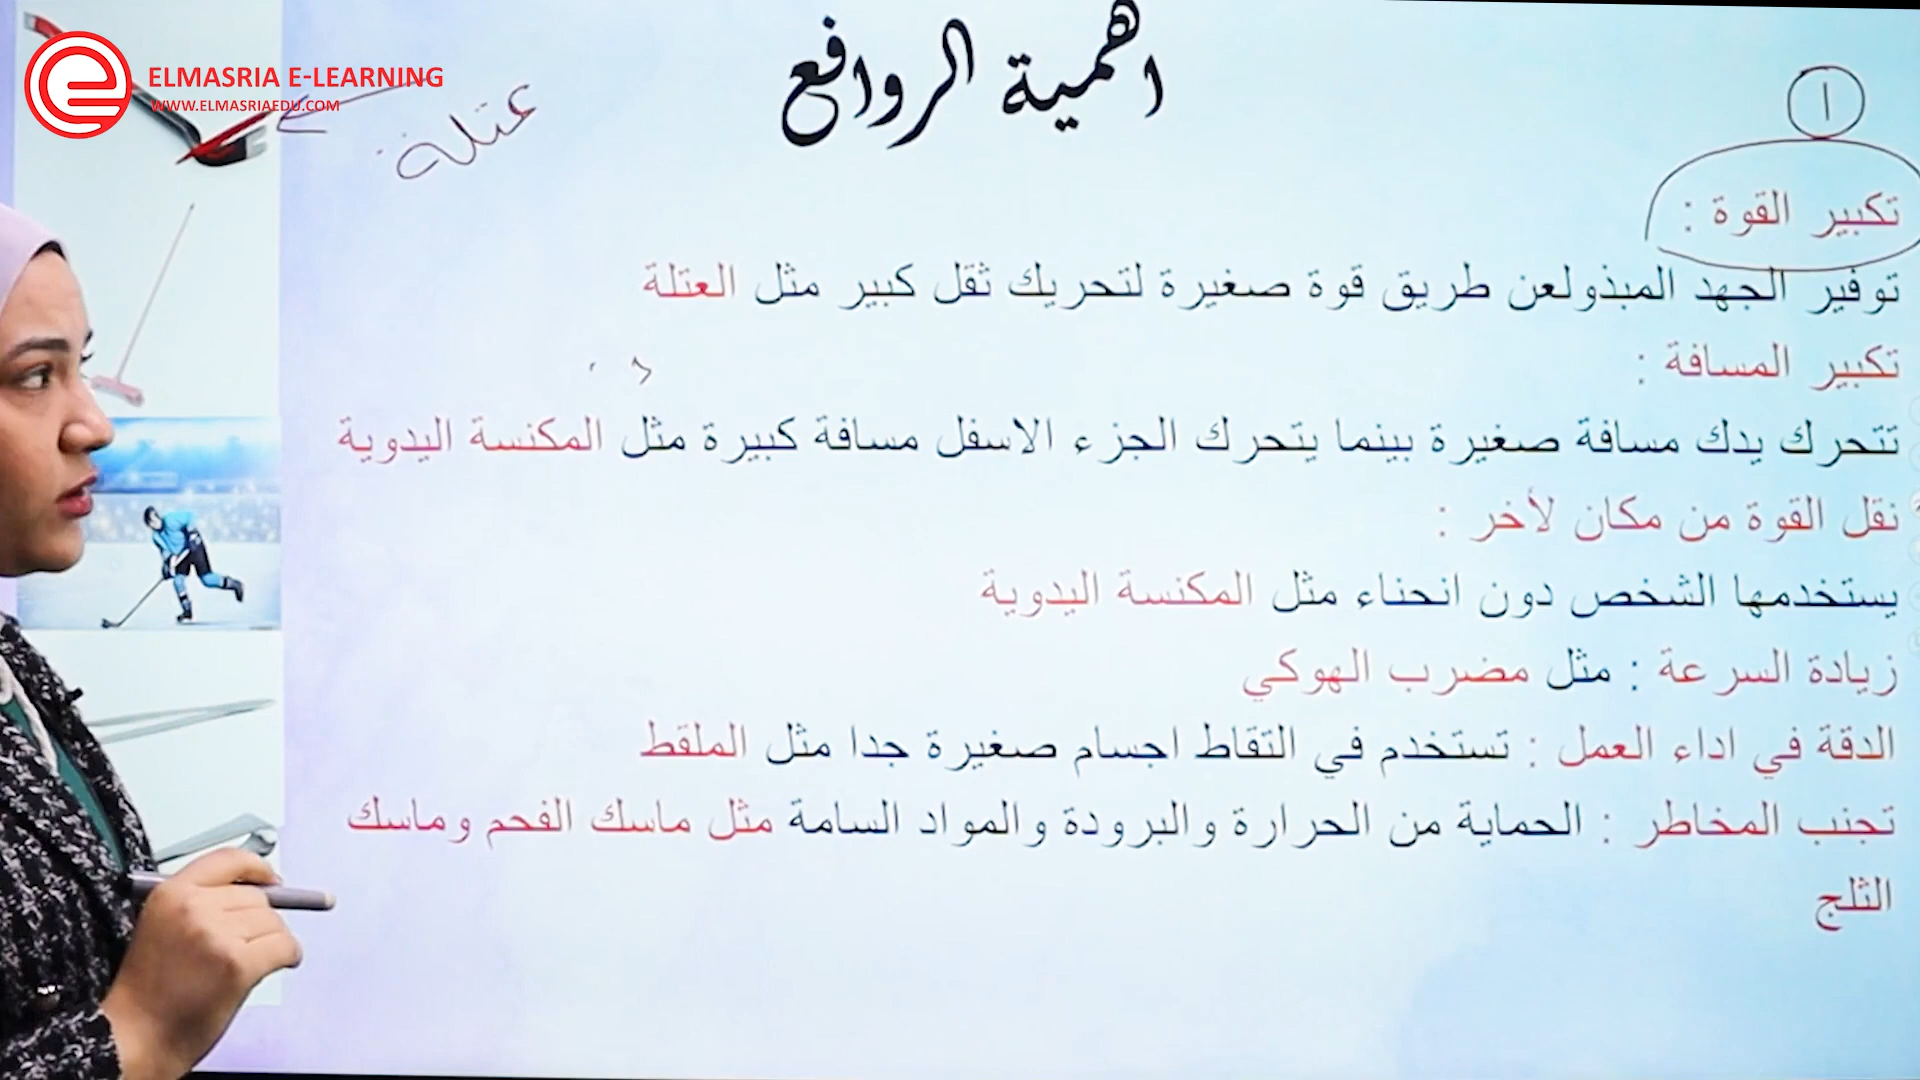 ELMASRIA E-LEARNING
WWW.ELMASRIAEDU.COM
اهمية الروافع
عتلة
١
تكبير القوة :
توفير الجهد المبذولعن طريق قوة صغيرة لتحريك ثقل كبير مثل العتلة
تكبير المسافة :
تتحرك يدك مسافة صغيرة بينما يتحرك الجزء الاسفل مسافة كبيرة مثل المكنسة اليدوية
نقل القوة من مكان لأخر :
يستخدمها الشخص دون انحناء مثل المكنسة اليدوية
زيادة السرعة : مثل مضرب الهوكي
الدقة في اداء العمل : تستخدم في التقاط اجسام صغيرة جدا مثل الملقط
تجنب المخاطر : الحماية من الحرارة والبرودة والمواد السامة مثل ماسك الفحم وماسك
الثلج